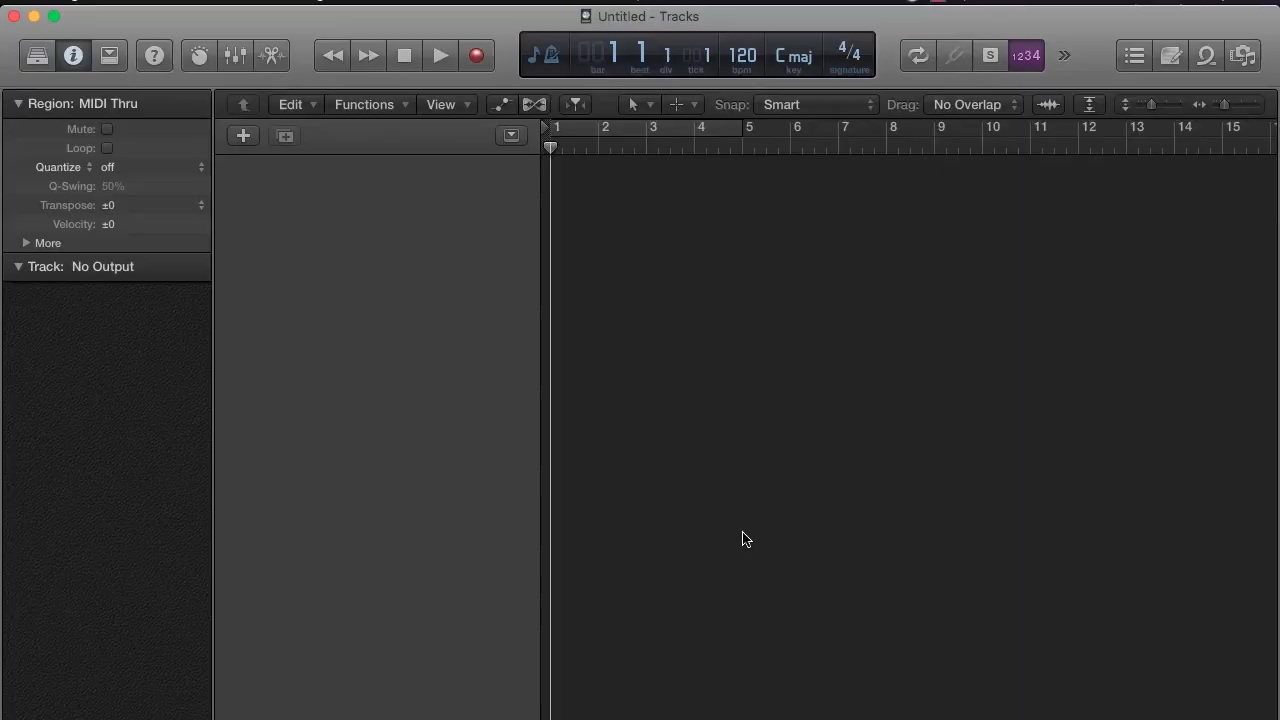 Untitled - Tracks
001 1 1 001 120 C maj 4/4
bar beat div tick bpm key signature
S 1234
Region: MIDI Thru
Edit Functions View Snap: Smart Drag: No Overlap
Mute:
Loop:
Quantize off
Q-Swing: 50%
Transpose: ±0
Velocity: ±0
More
Track: No Output
1 2 3 4 5 6 7 8 9 10 11 12 13 14 15